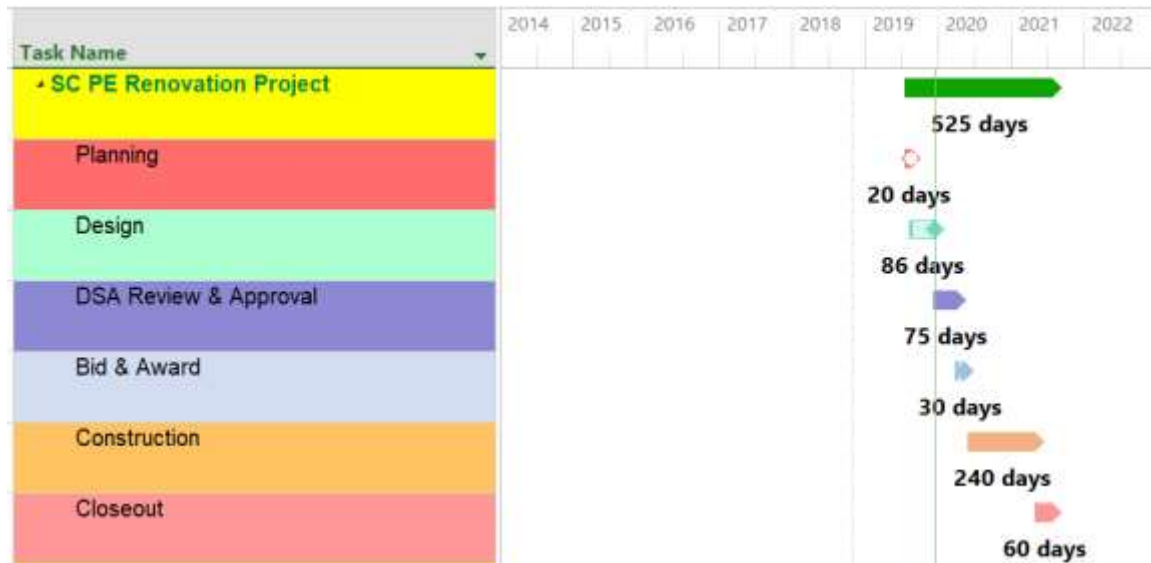 2014 2015 2016 2017 2018 2019 2020 2021 2022
Task Name
SC PE Renovation Project
525 days
Planning
20 days
Design
86 days
DSA Review & Approval
75 days
Bid & Award
30 days
Construction
240 days
Closeout
60 days